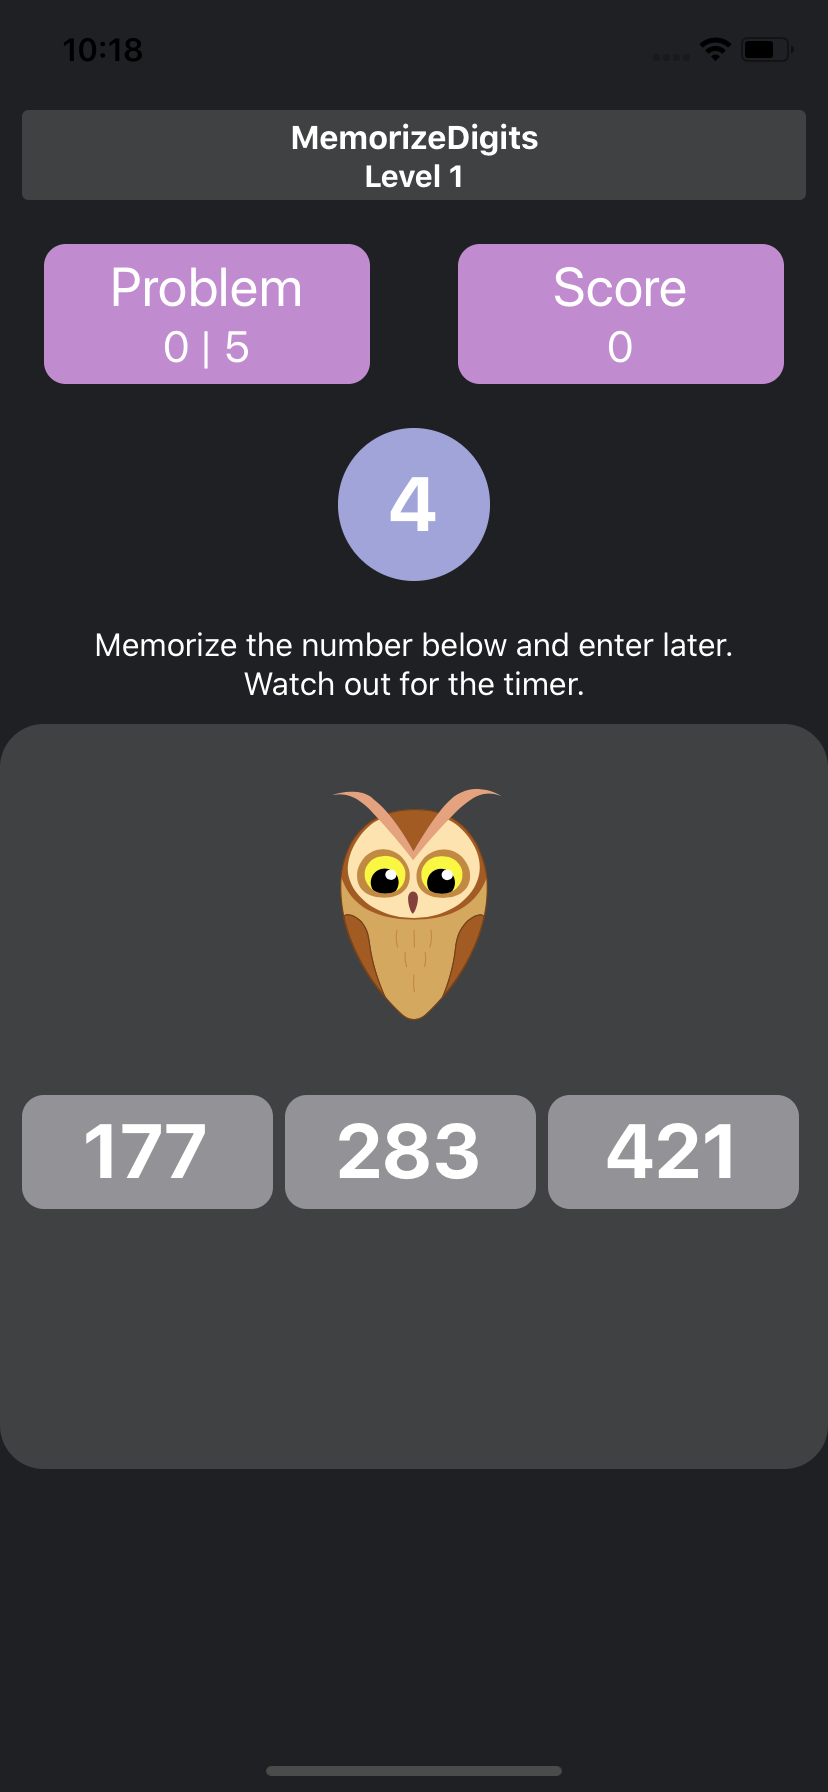 10:18
MemorizeDigits
Level 1
Problem
0 | 5
Score
0
4
Memorize the number below and enter later.
Watch out for the timer.
177 283 421